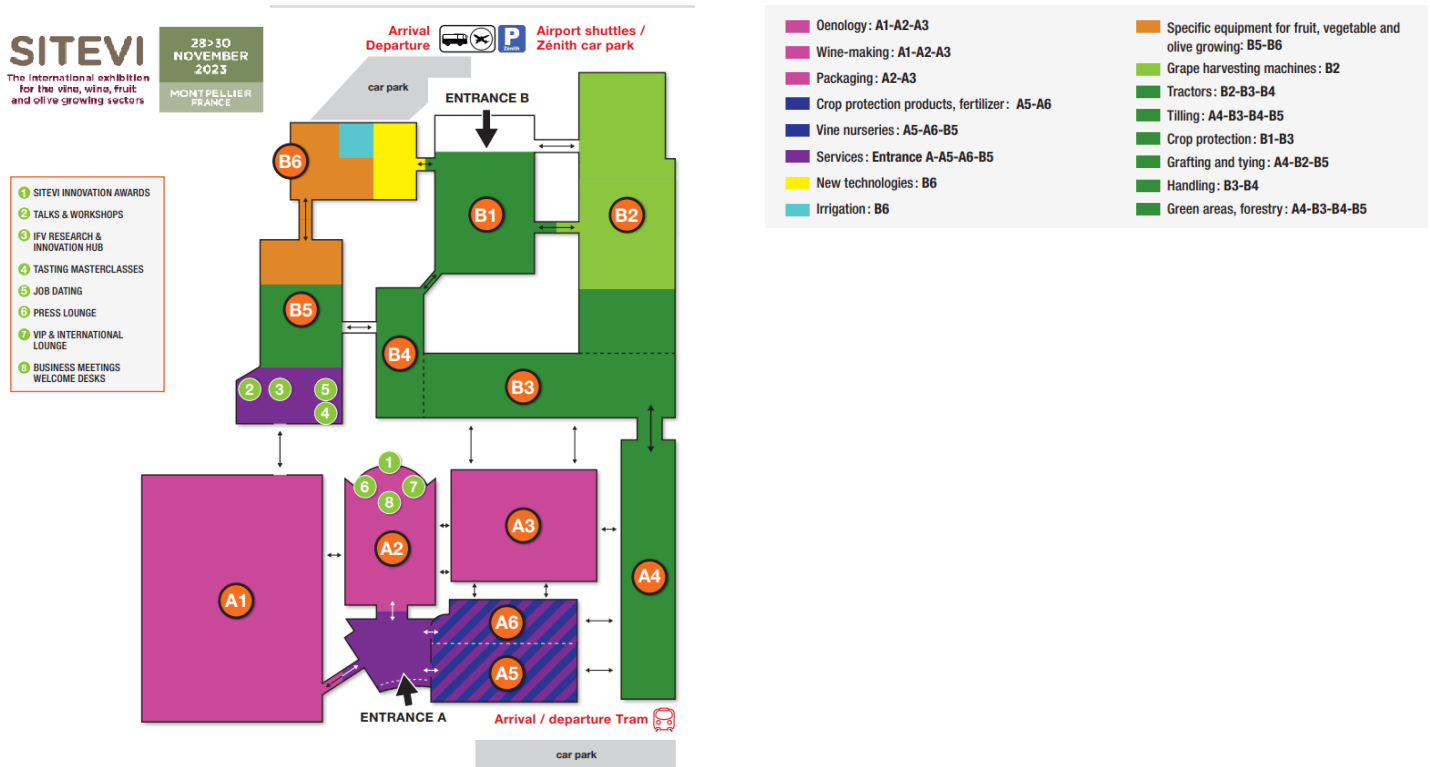 SITEVI
The international exhibition
for the vine, wine, fruit
and olive growing sectors
28>30
NOVEMBER
2023
MONTPELLIER
FRANCE
Arrival
Departure
P
Zénith
Airport shuttles /
Zénith car park
car park
ENTRANCE B
B6
B1
B2
B5
B4
B3
1 SITEVI INNOVATION AWARDS
2 TALKS & WORKSHOPS
3 IFV RESEARCH &
INNOVATION HUB
4 TASTING MASTERCLASSES
5 JOB DATING
6 PRESS LOUNGE
7 VIP & INTERNATIONAL
LOUNGE
8 BUSINESS MEETINGS
WELCOME DESKS
2 3 5
4
1
6 7
8
A3
A2
A4
A1
A6
A5
ENTRANCE A
Arrival / departure Tram
car park
Oenology: A1-A2-A3
Wine-making: A1-A2-A3
Packaging: A2-A3
Crop protection products, fertilizer: A5-A6
Vine nurseries: A5-A6-B5
Services: Entrance A-A5-A6-B5
New technologies: B6
Irrigation: B6
Specific equipment for fruit, vegetable and
olive growing: B5-B6
Grape harvesting machines: B2
Tractors: B2-B3-B4
Tilling: A4-B3-B4-B5
Crop protection: B1-B3
Grafting and tying: A4-B2-B5
Handling: B3-B4
Green areas, forestry: A4-B3-B4-B5